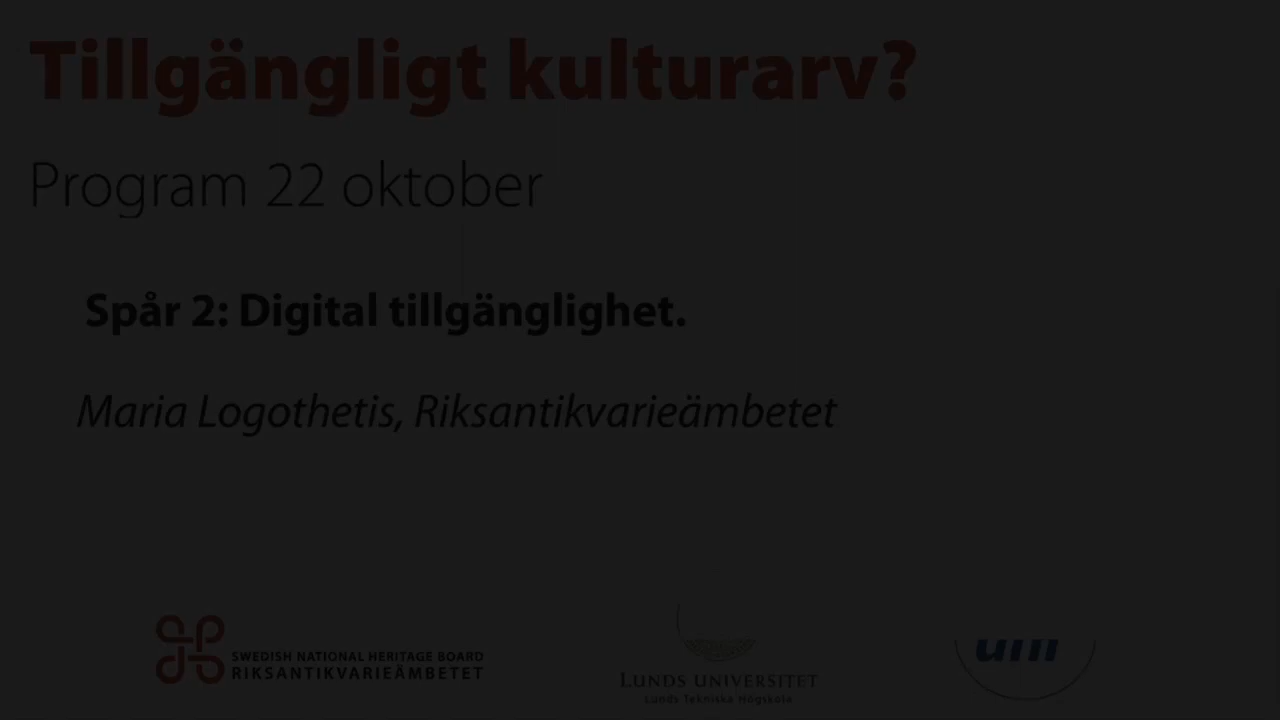 Tillgängligt kulturarv?
Program 22 oktober
Spår 2: Digital tillgänglighet.
Maria Logothetis, Riksantikvarieämbetet
SWEDISH NATIONAL HERITAGE BOARD
RIKSANTIKVARIEÄMBETET
LUNDS UNIVERSITET
Lunds Tekniska Högskola